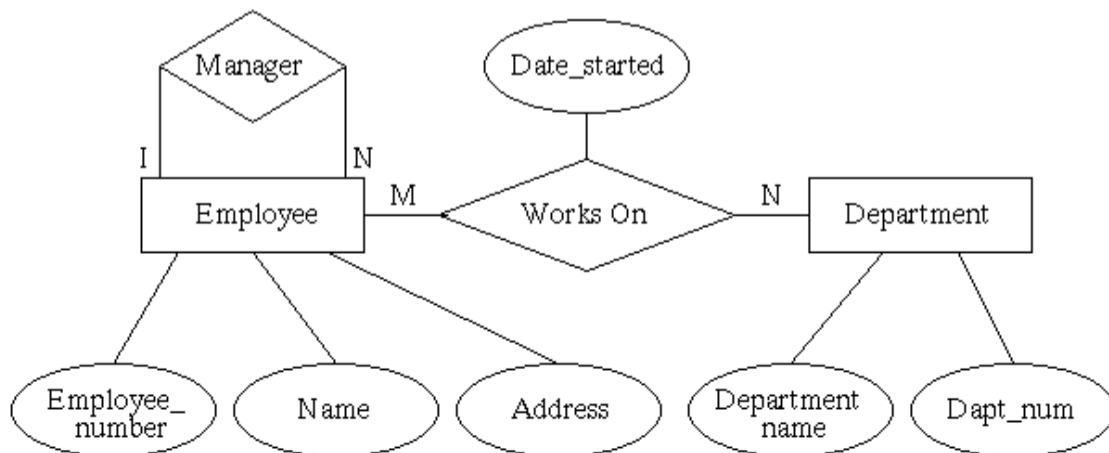 Manager
Date_started
I
N
Employee
M
Works On
N
Department
Employee_
number
Name
Address
Department
name
Dapt_num